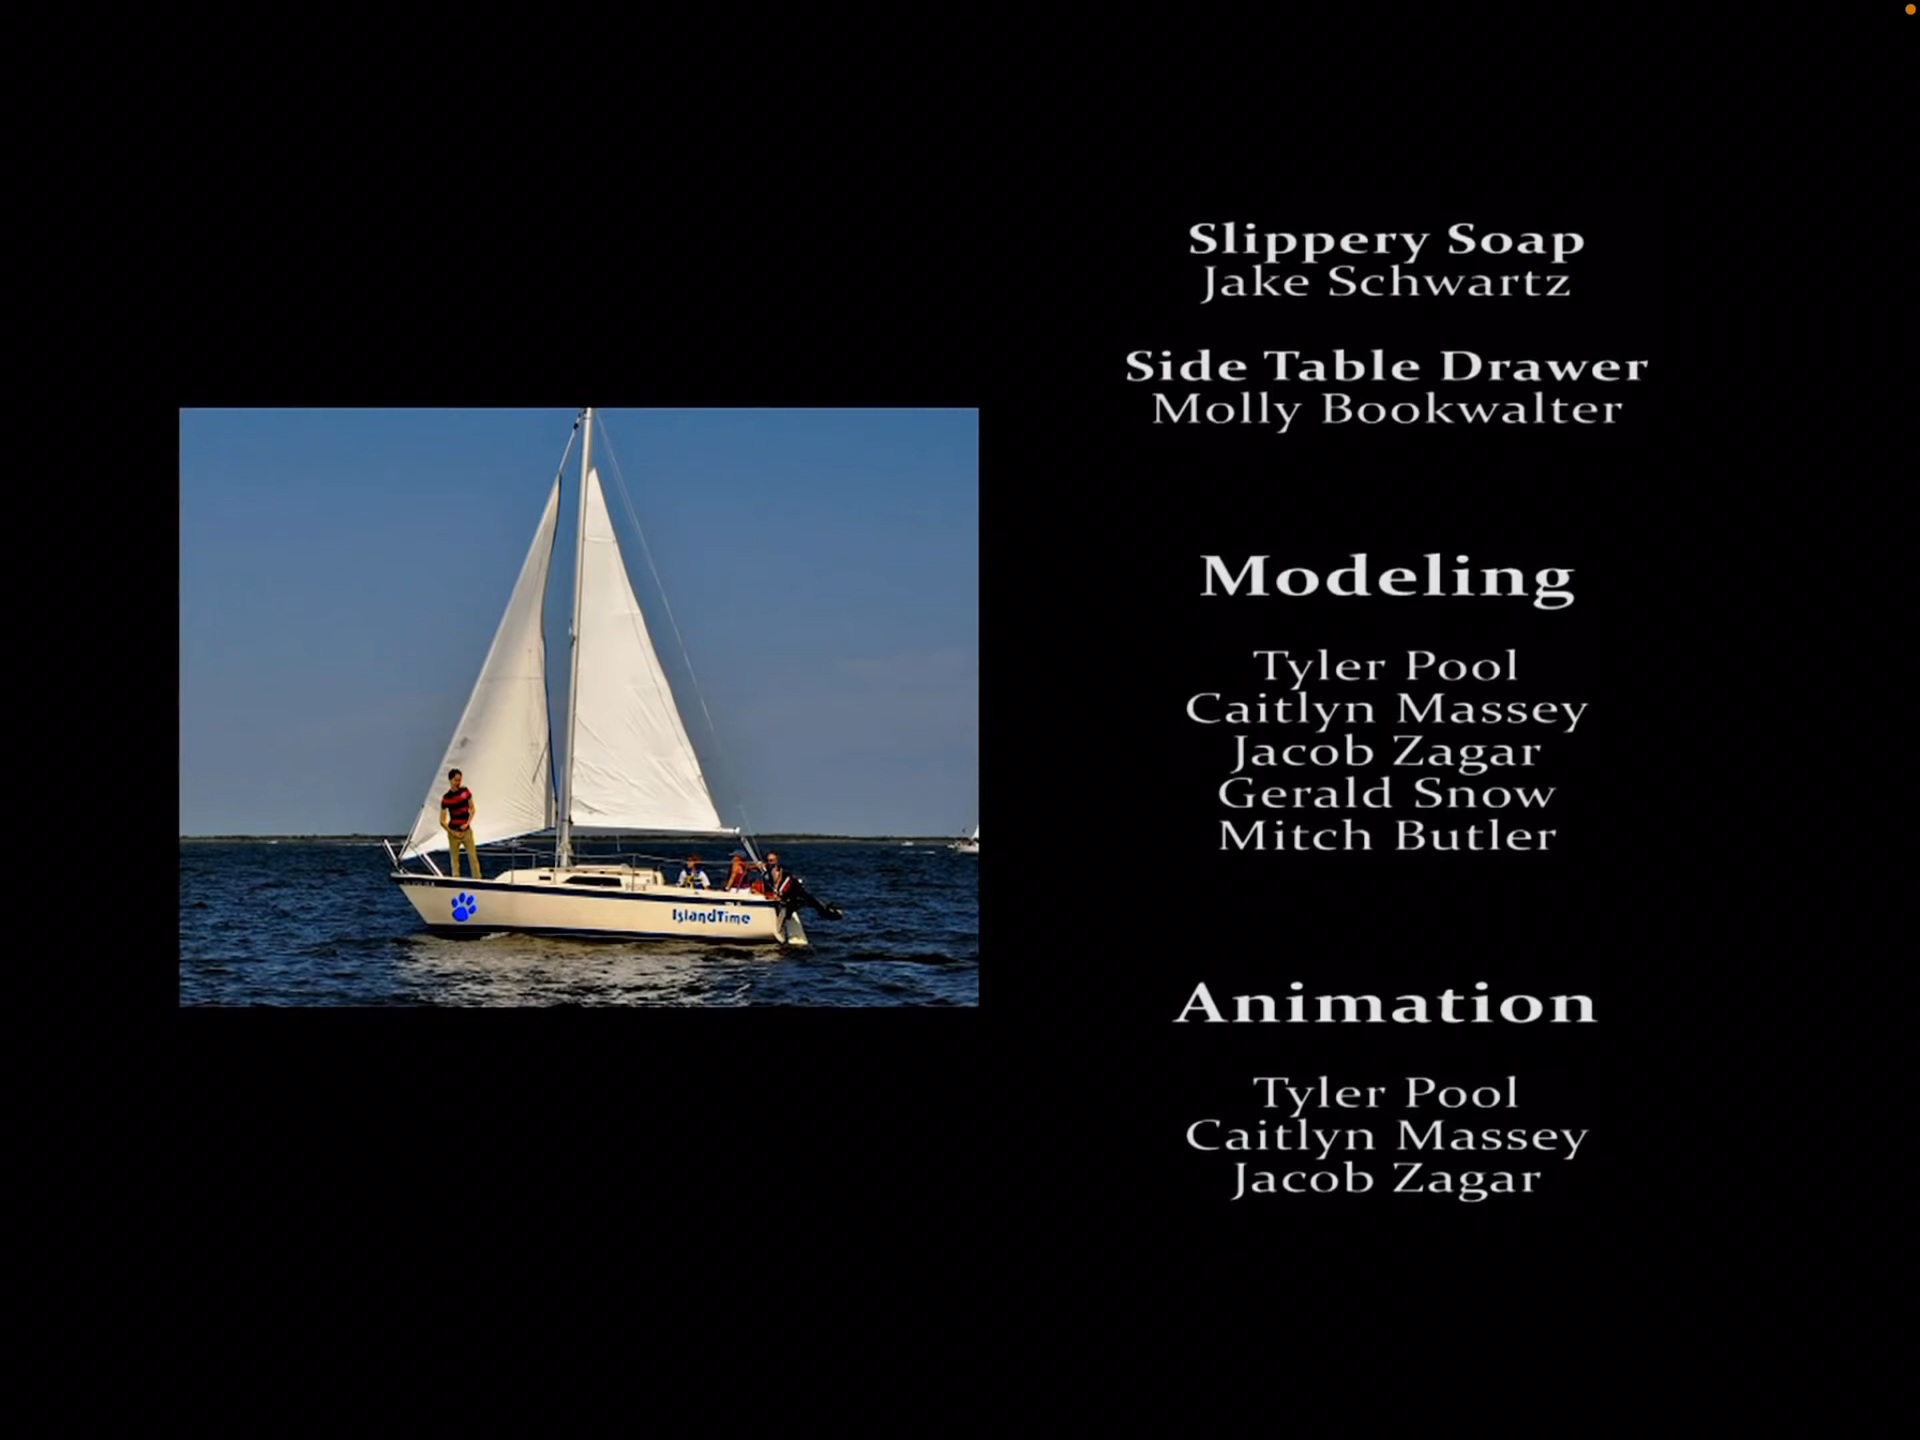 IslandTime
Slippery Soap
Jake Schwartz
Side Table Drawer
Molly Bookwalter
Modeling
Tyler Pool
Caitlyn Massey
Jacob Zagar
Gerald Snow
Mitch Butler
Animation
Tyler Pool
Caitlyn Massey
Jacob Zagar